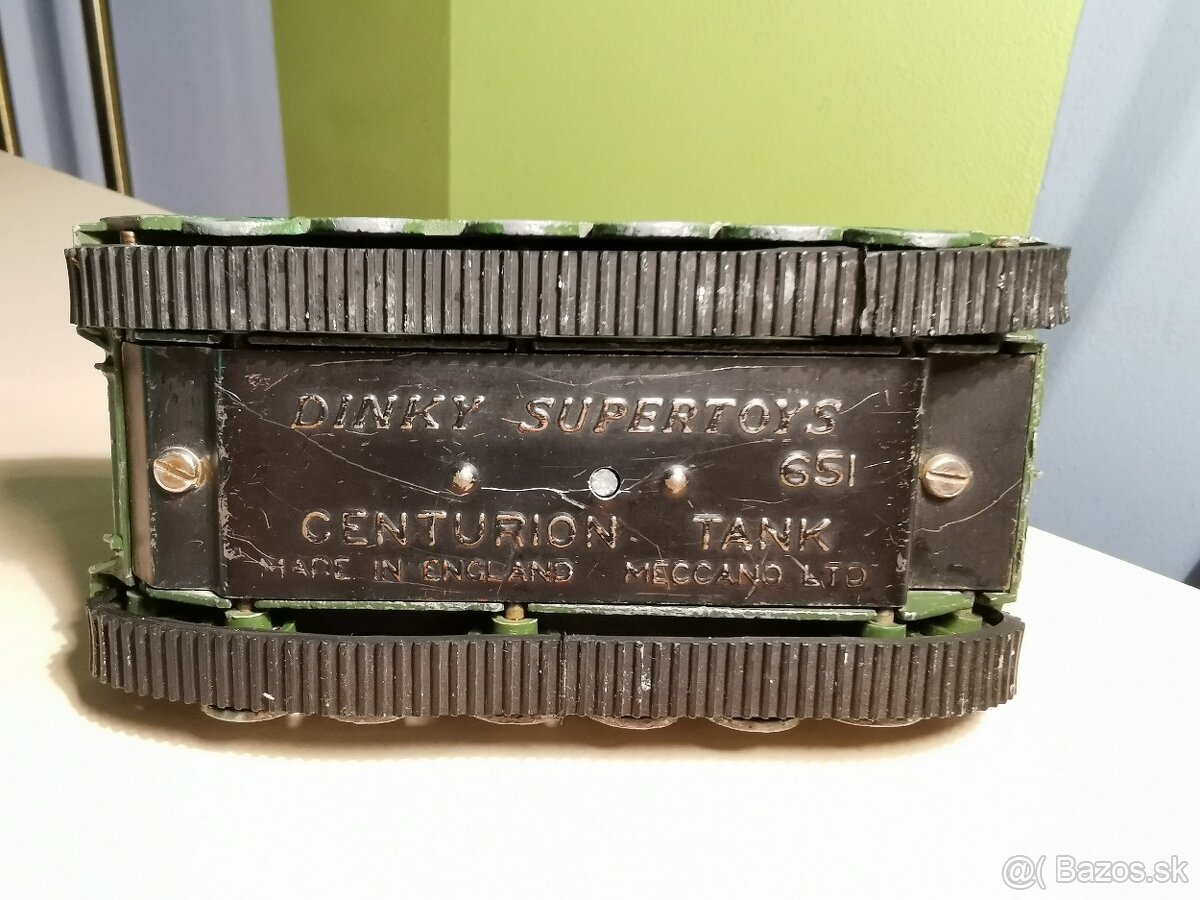 DINKY SUPERTOYS
651
CENTURION TANK
MADE IN ENGLAND MECCANO LTD
@( Bazos.sk